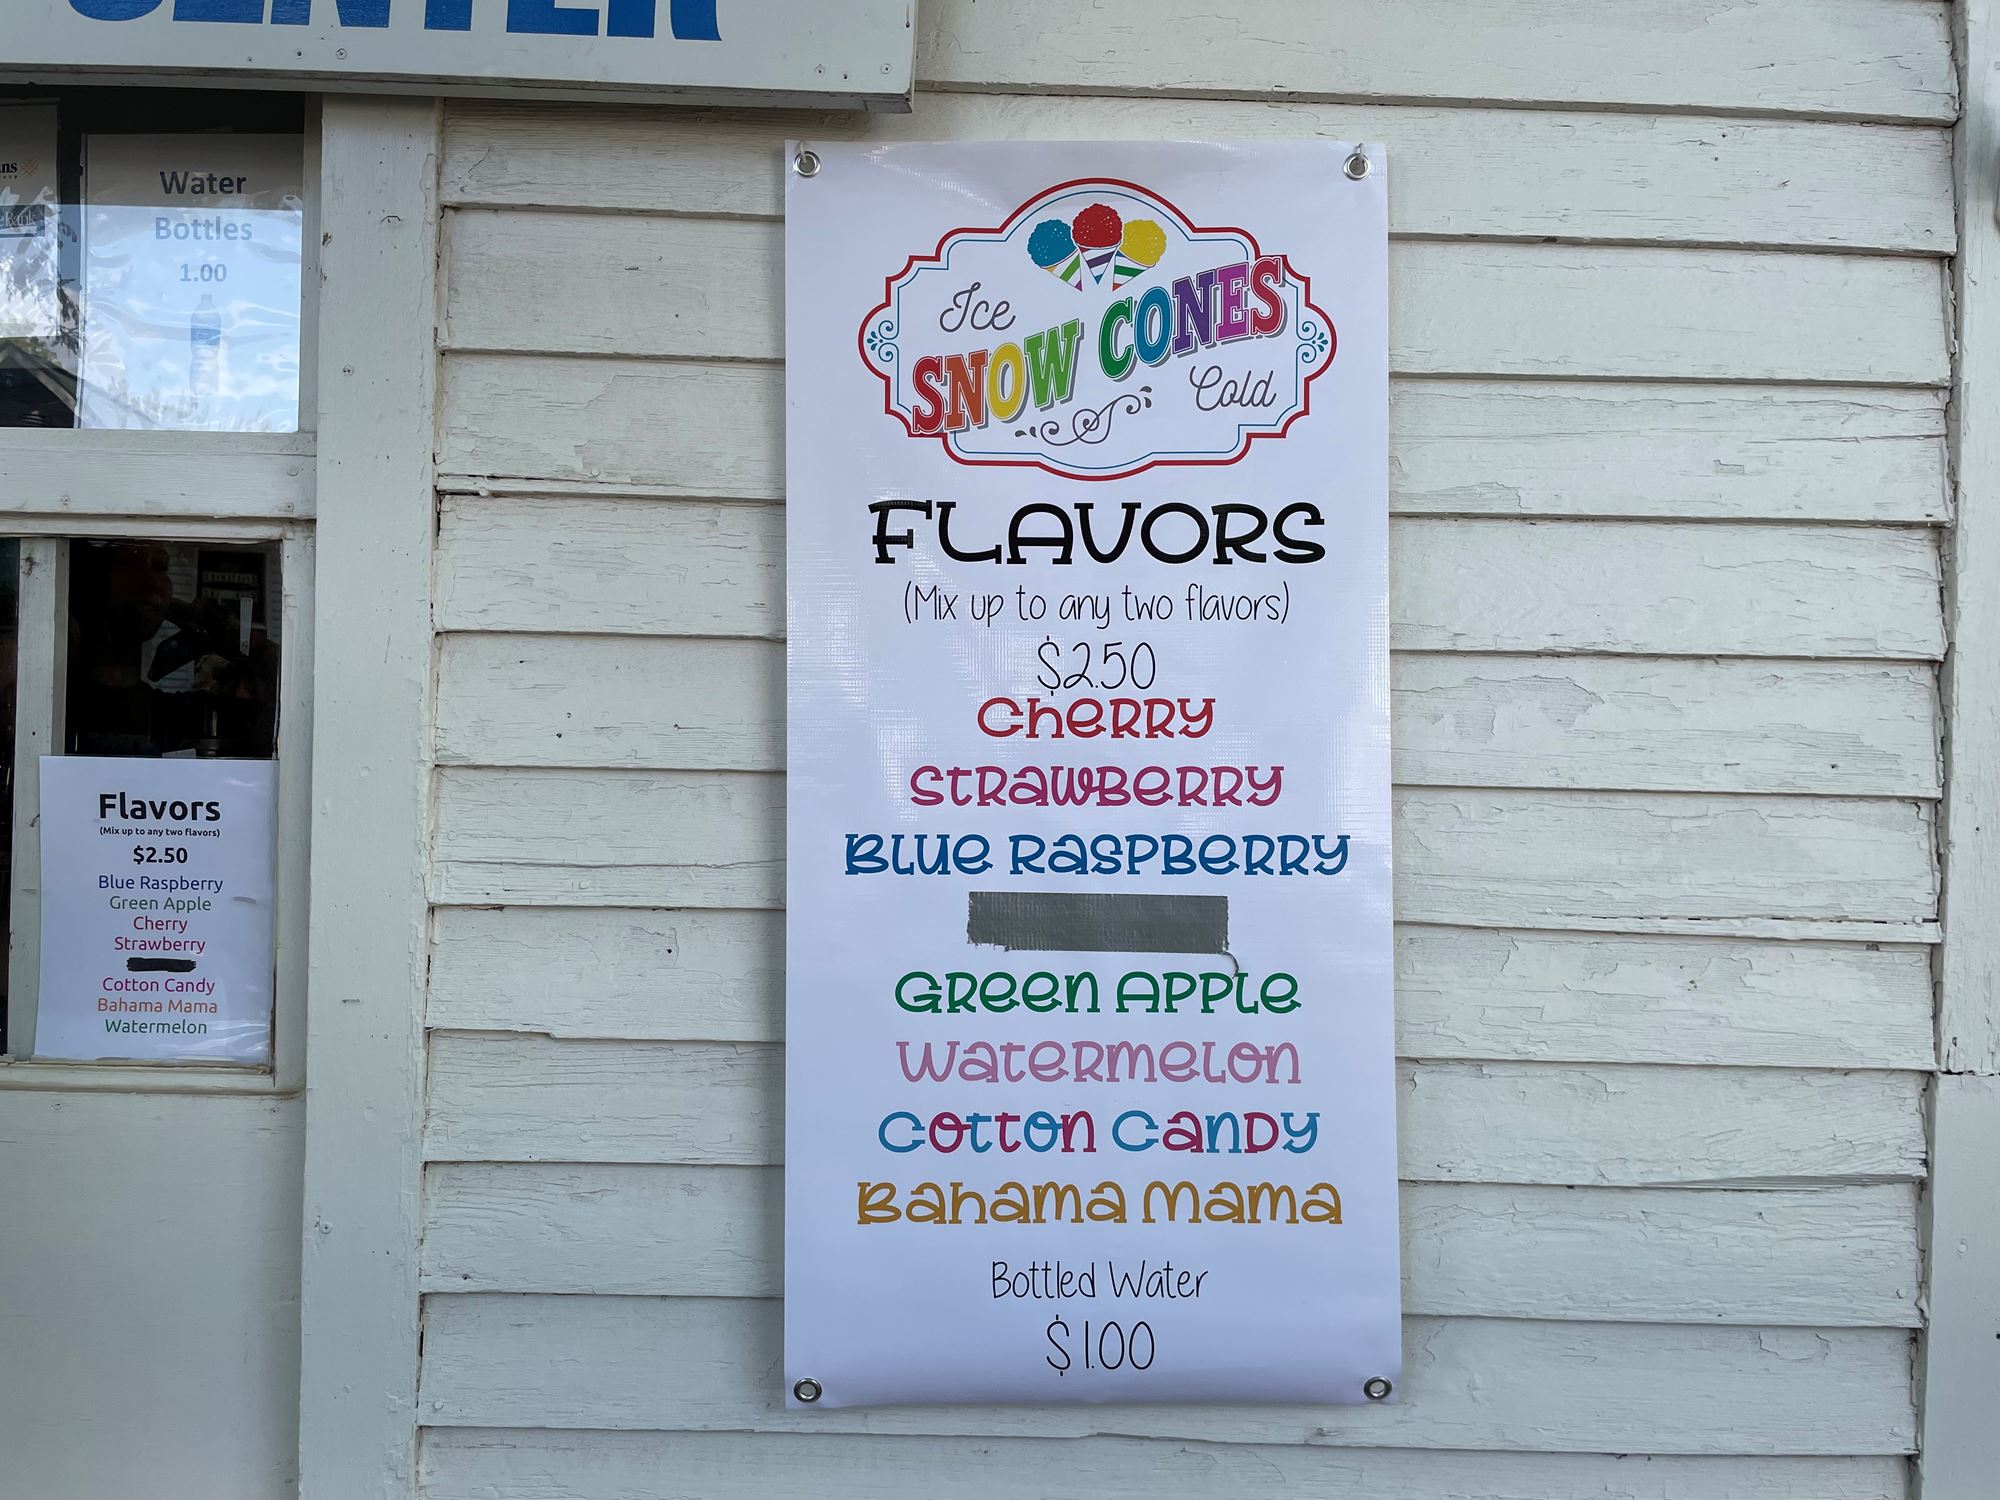 CENTER
Water
Bottles
1.00
Flavors
(Mix up to any two flavors)
$2.50
Blue Raspberry
Green Apple
Cherry
Strawberry
Cotton Candy
Bahama Mama
Watermelon
Ice
SNOW CONES
Cold
FLAVORS
(Mix up to any two flavors)
$2.50
Cherry
Strawberry
Blue Raspberry
Green Apple
Watermelon
Cotton Candy
Bahama Mama
Bottled Water
$1.00